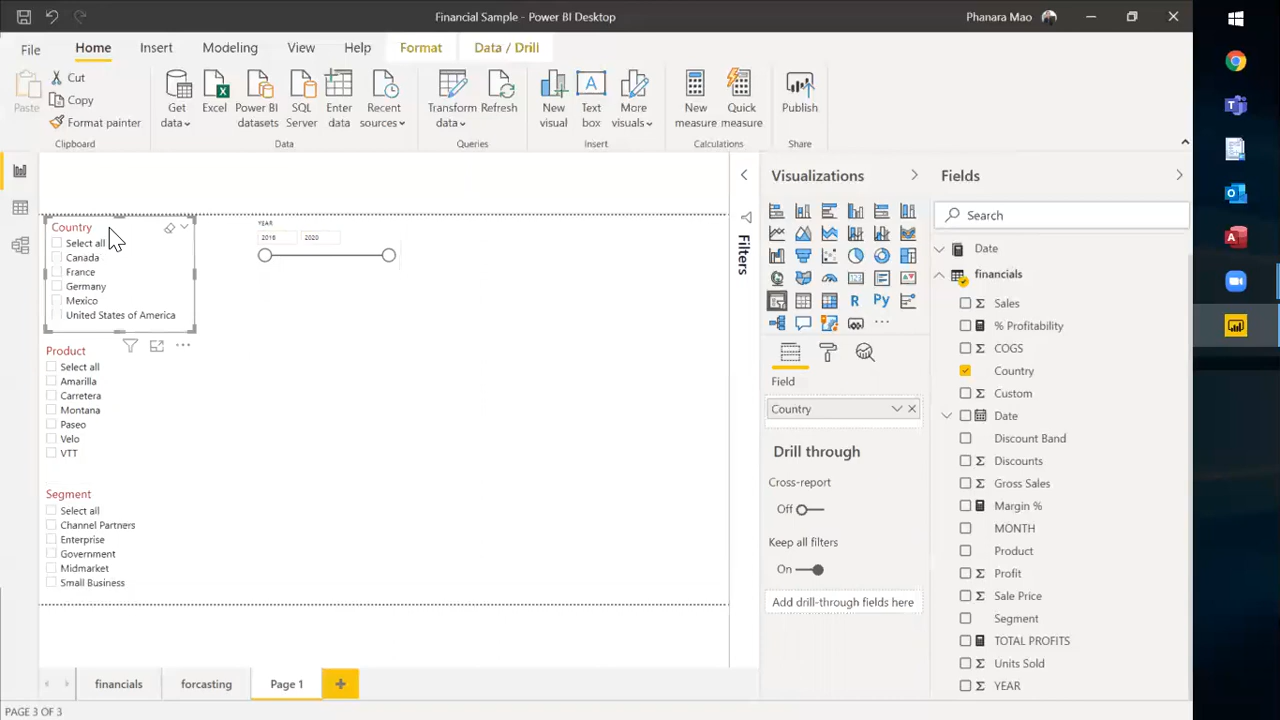 Financial Sample - Power BI Desktop
Phanara Mao
File
Home
Insert
Modeling
View
Help
Format
Data / Drill
Paste
Cut
Copy
Format painter
Clipboard
Get data
Excel
Power BI datasets
SQL Server
Enter data
Recent sources
Data
Transform data
Refresh
Queries
New visual
Text box
More visuals
Insert
New measure
Quick measure
Calculations
Publish
Share
Country
Select all
Canada
France
Germany
Mexico
United States of America
Product
Select all
Amarilla
Carretera
Montana
Paseo
Velo
VTT
Segment
Select all
Channel Partners
Enterprise
Government
Midmarket
Small Business
YEAR
2016 2020
Filters
Visualizations
R
Py
Field
Country
Drill through
Cross-report
Off
Keep all filters
On
Add drill-through fields here
Fields
Search
Date
financials
Sales
% Profitability
COGS
Country
Custom
Date
Discount Band
Discounts
Gross Sales
Margin %
MONTH
Product
Profit
Sale Price
Segment
TOTAL PROFITS
Units Sold
YEAR
financials
forcasting
Page 1
PAGE 3 OF 3